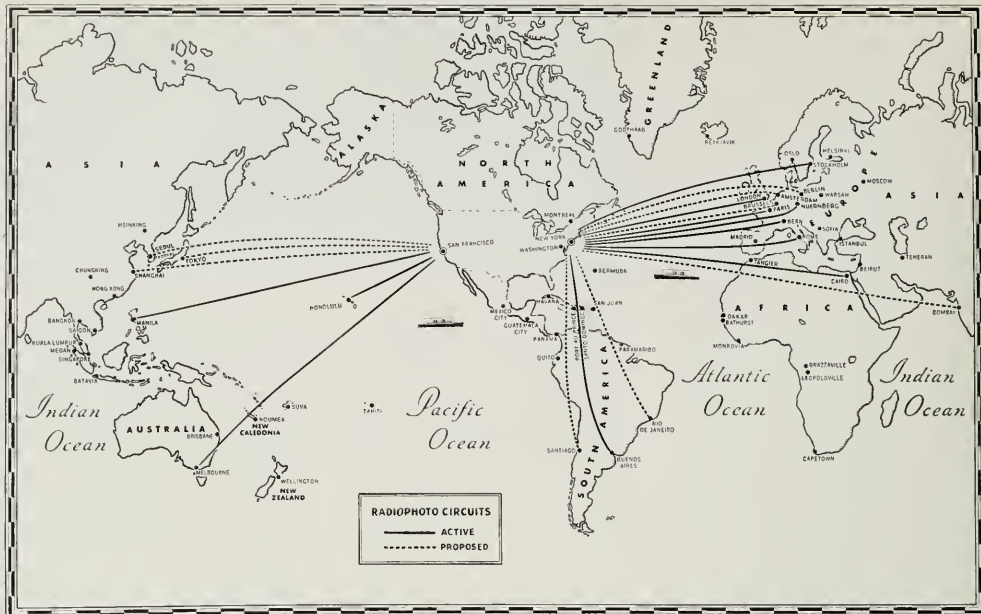 GREENLAND
GODTHAAB
REYKJAVIK
ALASKA
ASIA
NORTH
AMERICA
OSLO
HELSINKI
STOCKHOLM
MOSCOW
EUROPE
ASIA
BERLIN
WARSAW
LONDON
AMSTERDAM
NUERNBERG
PARIS
BERN
SOFIA
ROME
ISTANBUL
MADRID
TANGIER
TEHERAN
BEIRUT
CAIRO
BOMBAY
MONTREAL
NEW YORK
WASHINGTON
SAN FRANCISCO
HSINKING
SEOUL
TOKYO
SHANGHAI
CHUNGKING
HONG KONG
HONOLULU
MANILA
BANGKOK
SAIGON
KUALA LUMPUR
MEDAN
SINGAPORE
BATAVIA
BERMUDA
HAVANA
SAN JUAN
MEXICO
CITY
GUATEMALA
CITY
PANAMA
PORT AU PRINCE
SANTO DOMINGO
PARAMARIBO
QUITO
AFRICA
DAKAR
BATHURST
MONROVIA
BRAZZAVILLE
LEOPOLDVILLE
CAPETOWN
Indian
Ocean
Pacific
Ocean
Atlantic
Ocean
Indian
Ocean
AUSTRALIA
BRISBANE
MELBOURNE
NOUMEA
NEW
CALEDONIA
SUVA
TAHITI
WELLINGTON
NEW
ZEALAND
SOUTH AMERICA
RIO
DE JANEIRO
SANTIAGO
BUENOS
AIRES
RADIOPHOTO CIRCUITS
ACTIVE
PROPOSED